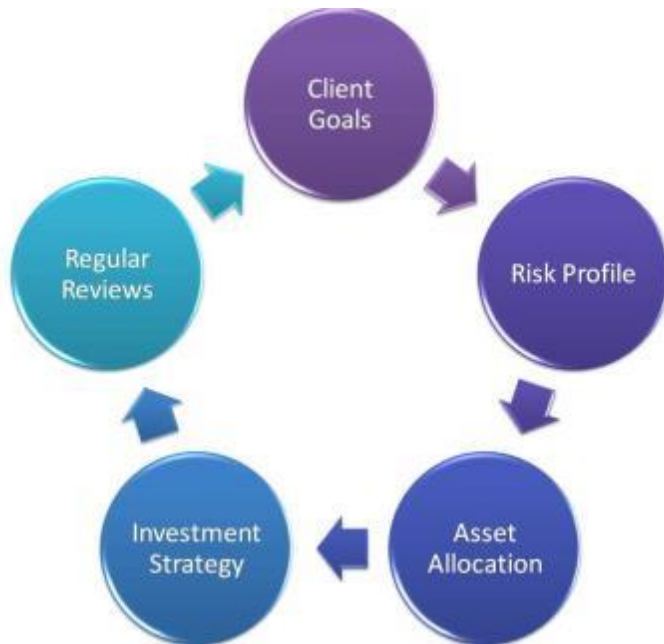 Client
Goals
Risk Profile
Asset
Allocation
Investment
Strategy
Regular
Reviews